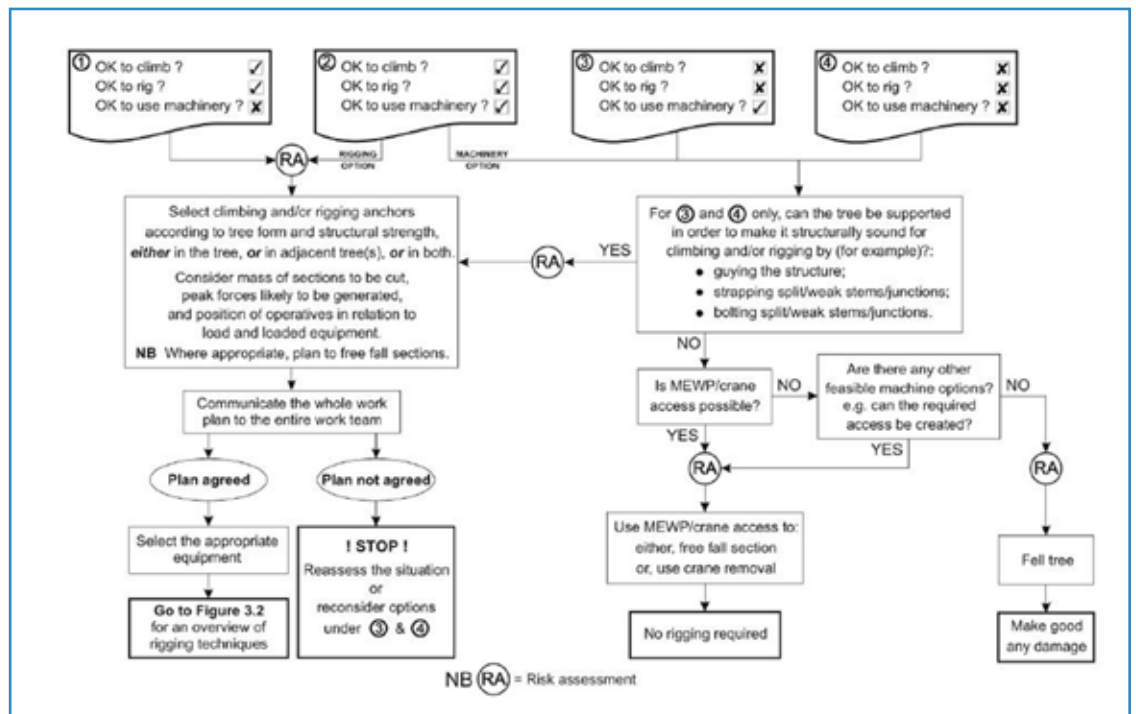 ① OK to climb ? ✓
OK to rig ? ✓
OK to use machinery ? ✗
② OK to climb ? ✓
OK to rig ? ✓
OK to use machinery ? ✓
③ OK to climb ? ✗
OK to rig ? ✗
OK to use machinery ? ✓
④ OK to climb ? ✗
OK to rig ? ✗
OK to use machinery ? ✗
RA
RIGGING
OPTION
MACHINERY
OPTION
Select climbing and/or rigging anchors
according to tree form and structural strength,
either in the tree, or in adjacent tree(s), or in both.
Consider mass of sections to be cut,
peak forces likely to be generated,
and position of operatives in relation to
load and loaded equipment.
NB Where appropriate, plan to free fall sections.
RA
YES
For ③ and ④ only, can the tree be supported
in order to make it structurally sound for
climbing and/or rigging by (for example)?:
● guying the structure;
● strapping split/weak stems/junctions;
● bolting split/weak stems/junctions.
NO
Communicate the whole work
plan to the entire work team
Is MEWP/crane
access possible?
NO
Are there any other
feasible machine options?
e.g. can the required
access be created?
NO
YES
YES
Plan agreed
Plan not agreed
RA
RA
Select the appropriate
equipment
! STOP !
Reassess the situation
or
reconsider options
under ③ & ④
Use MEWP/crane access to:
either, free fall section
or, use crane removal
Fell tree
Go to Figure 3.2
for an overview of
rigging techniques
No rigging required
Make good
any damage
NB RA = Risk assessment